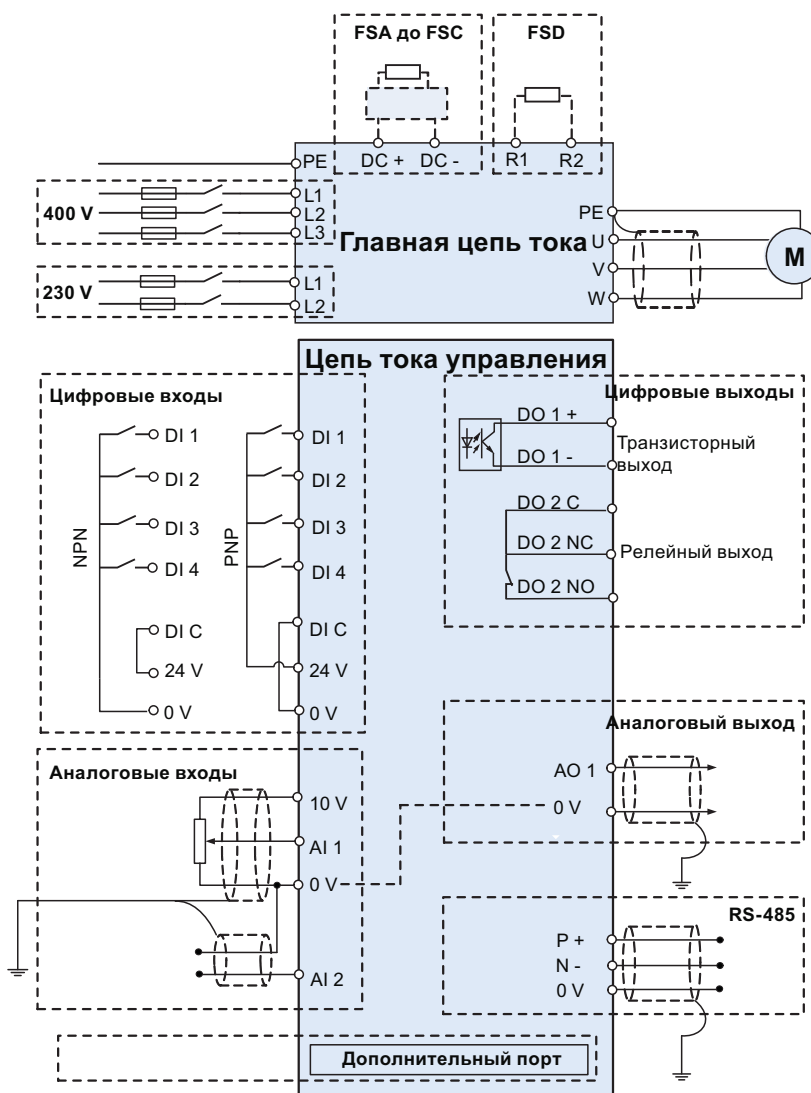 FSA до FSC
FSD
PE
DC +
DC -
R1
R2
400 V
L1
L2
L3
Главная цепь тока
PE
U
V
W
M
230 V
L1
L2
Цепь тока управления
Цифровые входы
NPN
DI 1
DI 2
DI 3
DI 4
DI C
24 V
0 V
PNP
DI 1
DI 2
DI 3
DI 4
DI C
24 V
0 V
Цифровые выходы
DO 1 +
DO 1 -
Транзисторный
выход
DO 2 C
DO 2 NC
DO 2 NO
Релейный выход
Аналоговые входы
10 V
AI 1
0 V
AI 2
Аналоговый выход
AO 1
0 V
RS-485
P +
N -
0 V
Дополнительный порт